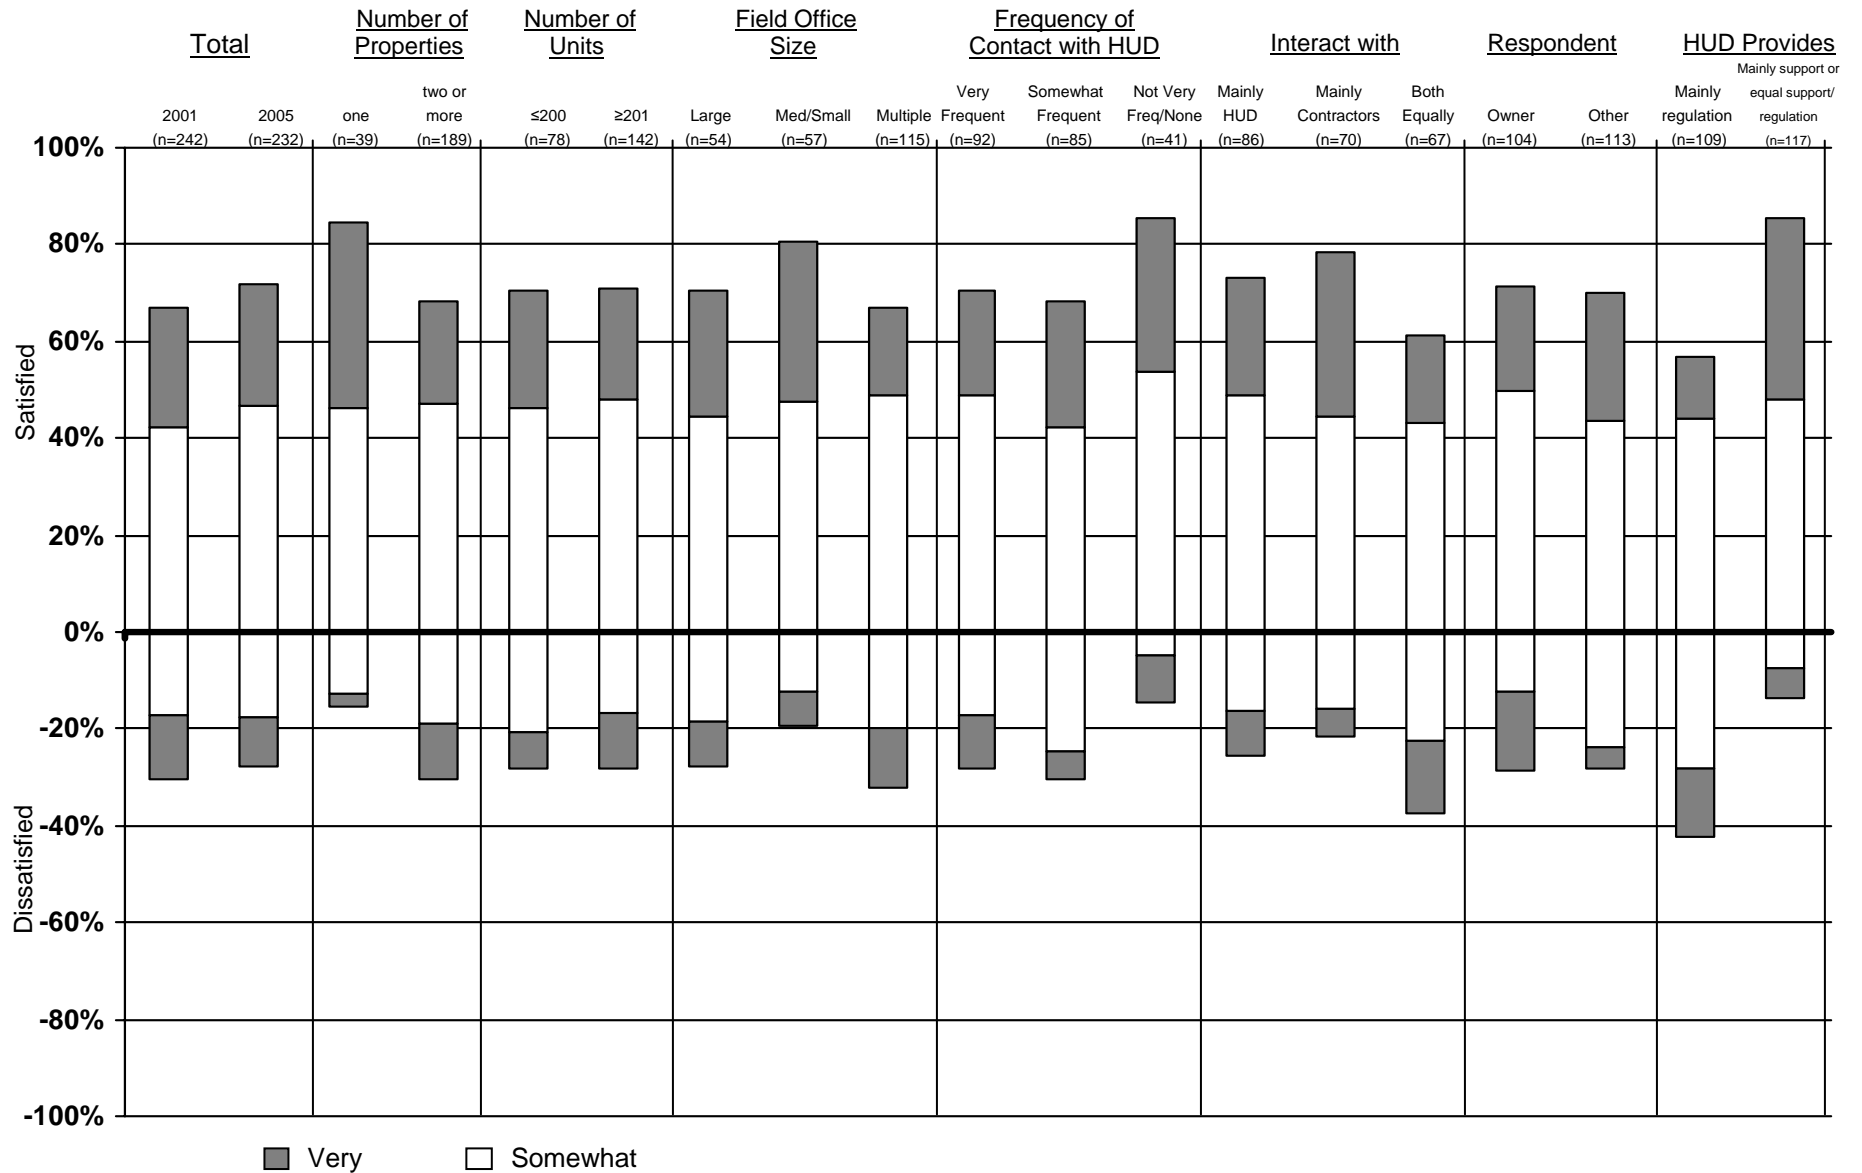 Total
Number of
Properties
Number of
Units
Field Office
Size
Frequency of
Contact with HUD
Interact with
Respondent
HUD Provides
2001
(n=242)
2005
(n=232)
one
(n=39)
two or
more
(n=189)
≤200
(n=78)
≥201
(n=142)
Large
(n=54)
Med/Small
(n=57)
Multiple
(n=115)
Very
Frequent
(n=92)
Somewhat
Frequent
(n=85)
Not Very
Freq/None
(n=41)
Mainly
HUD
(n=86)
Mainly
Contractors
(n=70)
Both
Equally
(n=67)
Owner
(n=104)
Other
(n=113)
Mainly
regulation
(n=109)
Mainly support or
equal support/
regulation
(n=117)
100%
80%
60%
40%
20%
0%
-20%
-40%
-60%
-80%
-100%
Satisfied
Dissatisfied
Very
Somewhat